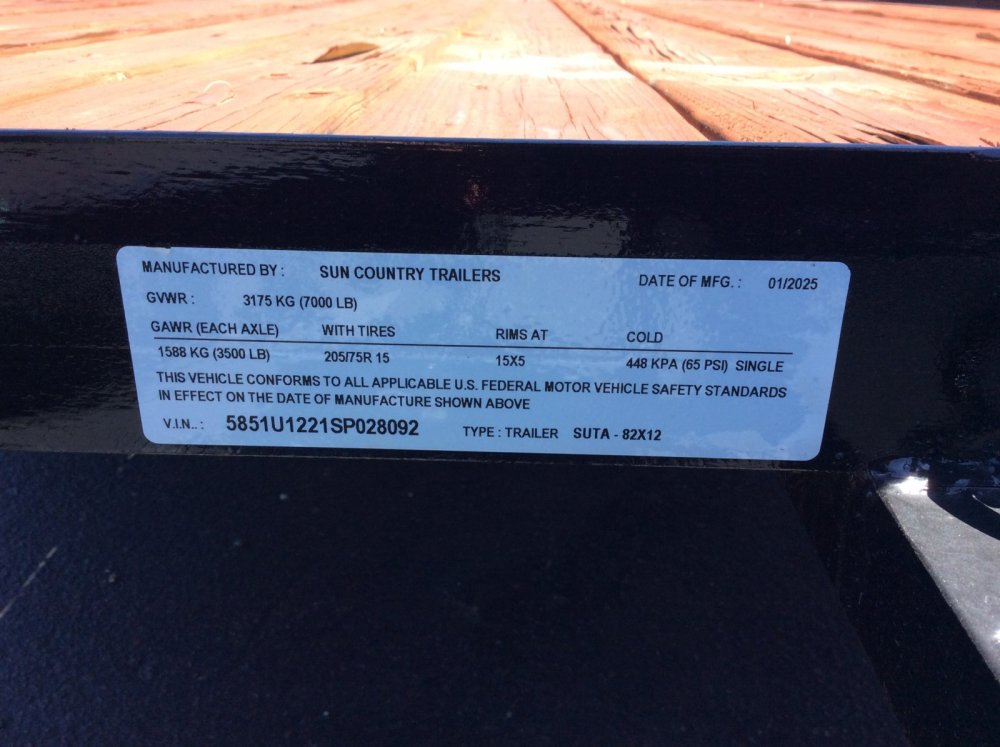 MANUFACTURED BY : SUN COUNTRY TRAILERS DATE OF MFG. : 01/2025
GVWR : 3175 KG (7000 LB)
GAWR (EACH AXLE) WITH TIRES RIMS AT COLD
1588 KG (3500 LB) 205/75R 15 15X5 448 KPA (65 PSI) SINGLE
THIS VEHICLE CONFORMS TO ALL APPLICABLE U.S. FEDERAL MOTOR VEHICLE SAFETY STANDARDS
IN EFFECT ON THE DATE OF MANUFACTURE SHOWN ABOVE
V.I.N.. : 5851U1221SP028092 TYPE : TRAILER SUTA - 82X12